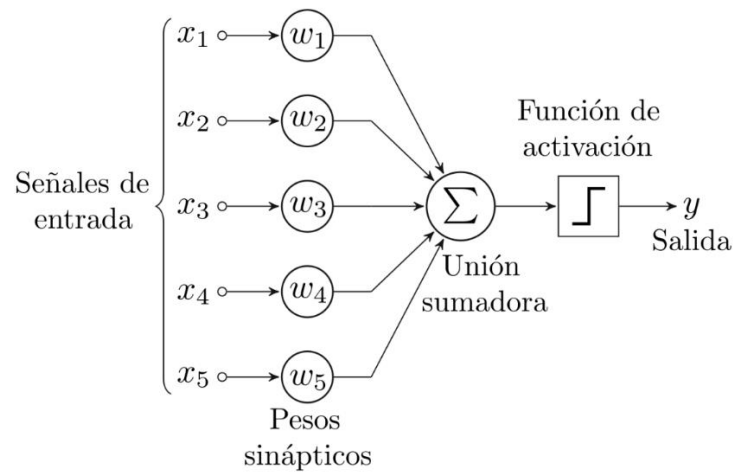 x₁ w₁
x₂ w₂
Función de
activación
Señales de
entrada
x₃ w₃ Σ y
Salida
Unión
sumadora
x₄ w₄
x₅ w₅
Pesos
sinápticos